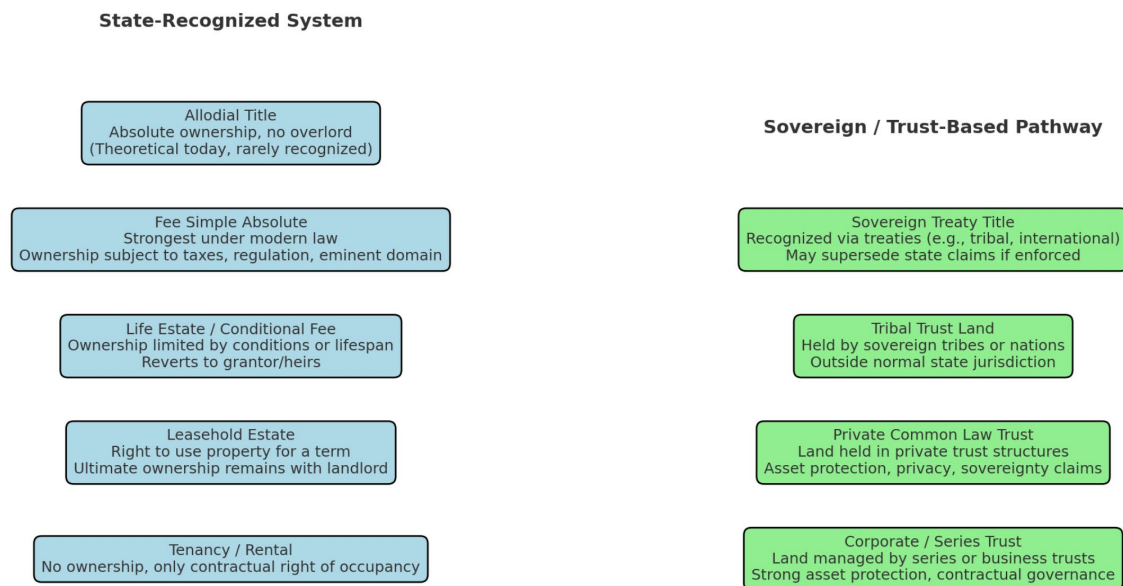 State-Recognized System
Allodial Title
Absolute ownership, no overlord
(Theoretical today, rarely recognized)
Fee Simple Absolute
Strongest under modern law
Ownership subject to taxes, regulation, eminent domain
Life Estate / Conditional Fee
Ownership limited by conditions or lifespan
Reverts to grantor/heirs
Leasehold Estate
Right to use property for a term
Ultimate ownership remains with landlord
Tenancy / Rental
No ownership, only contractual right of occupancy
Sovereign / Trust-Based Pathway
Sovereign Treaty Title
Recognized via treaties (e.g., tribal, international)
May supersede state claims if enforced
Tribal Trust Land
Held by sovereign tribes or nations
Outside normal state jurisdiction
Private Common Law Trust
Land held in private trust structures
Asset protection, privacy, sovereignty claims
Corporate / Series Trust
Land managed by series or business trusts
Strong asset protection, contractual governance